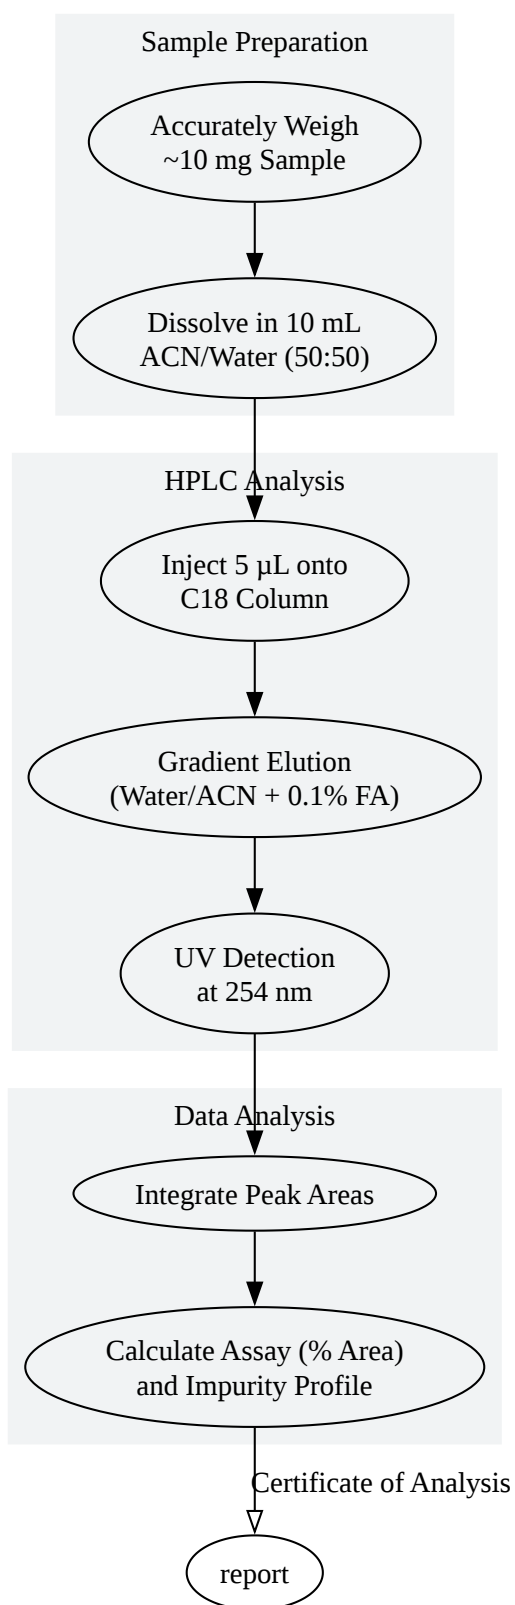 Sample Preparation
Accurately Weigh
~10 mg Sample
Dissolve in 10 mL
ACN/Water (50:50)
HPLC Analysis
Inject 5 µL onto
C18 Column
Gradient Elution
(Water/ACN + 0.1% FA)
UV Detection
at 254 nm
Data Analysis
Integrate Peak Areas
Calculate Assay (% Area)
and Impurity Profile
Certificate of Analysis
report